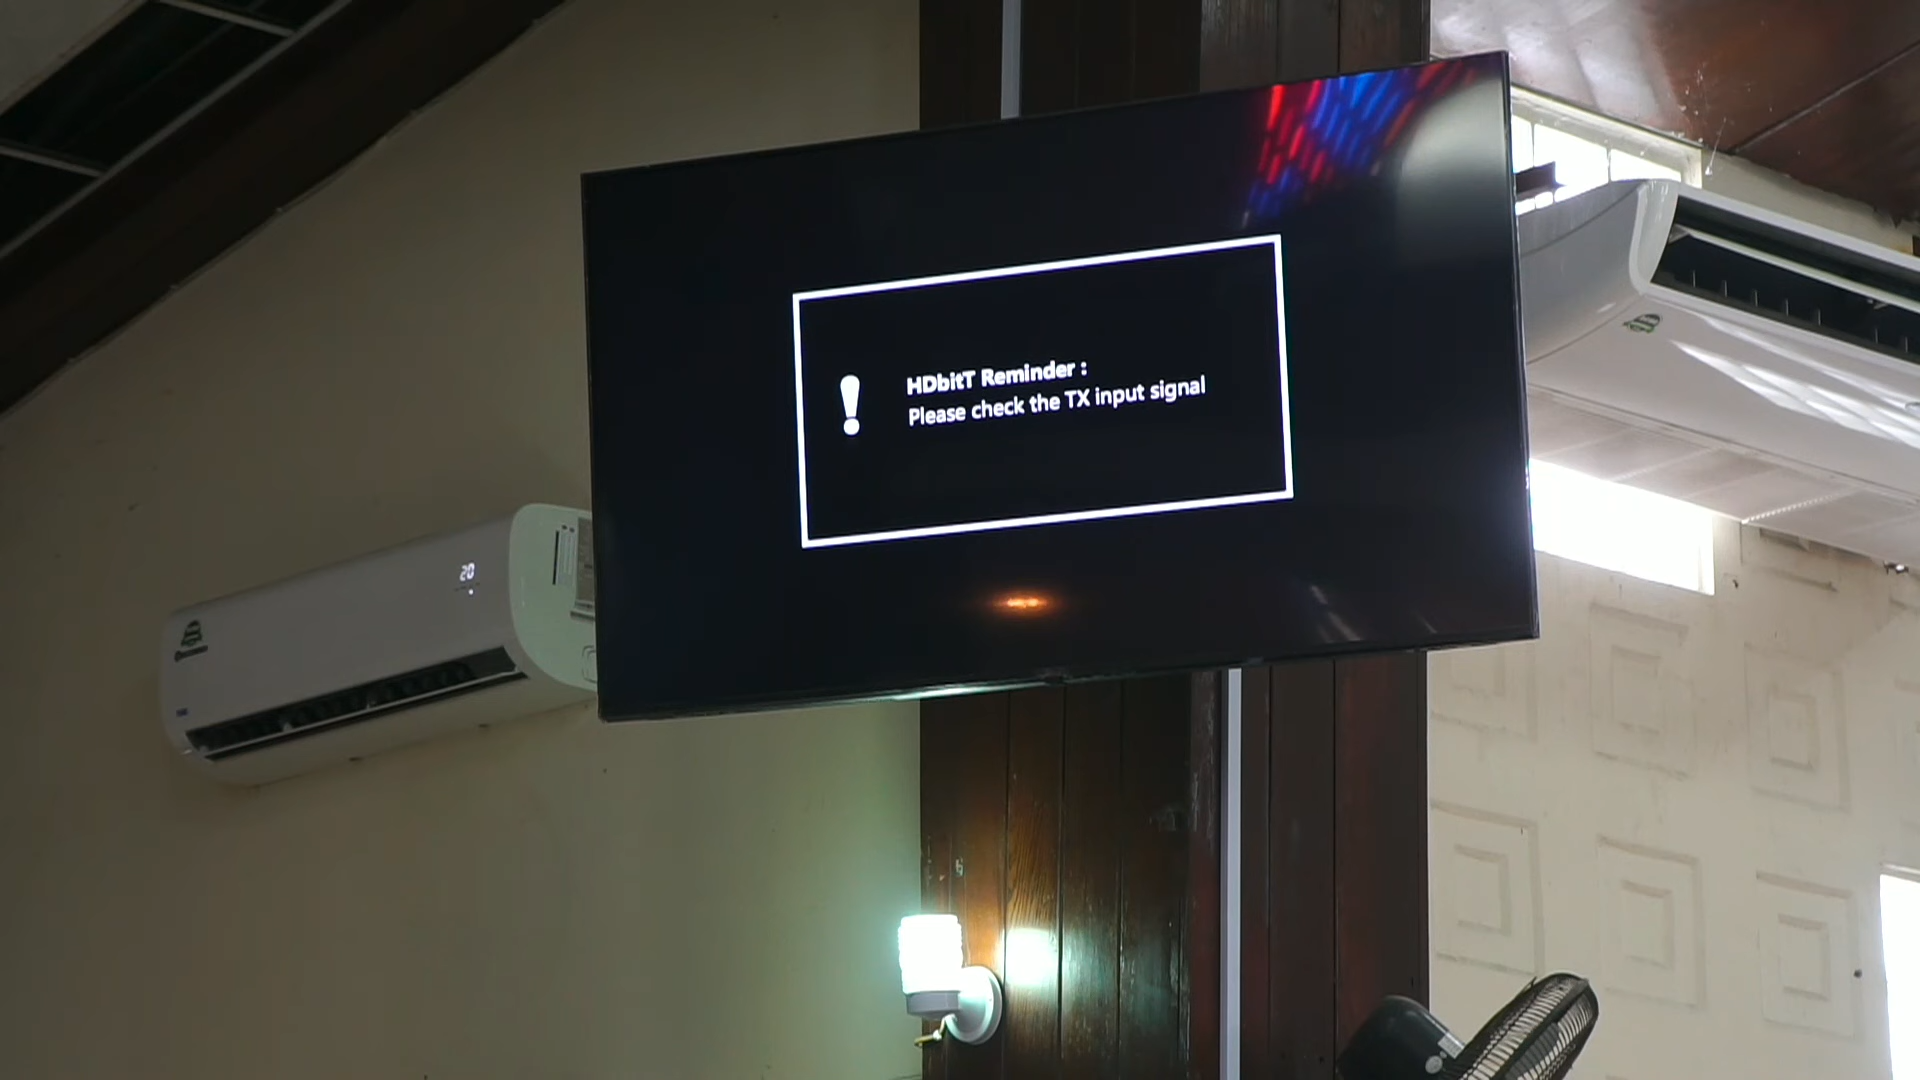 HDbitT Reminder :
Please check the TX input signal
20